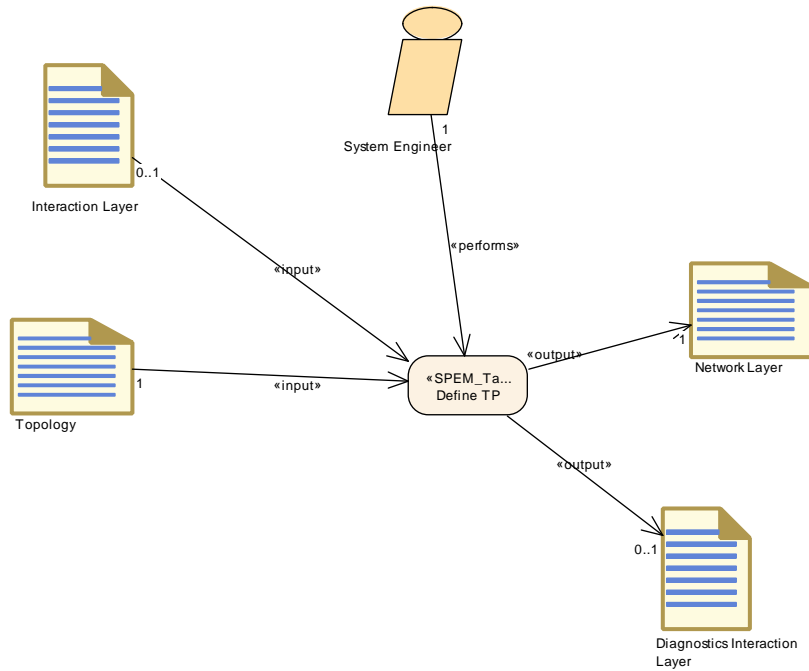 1
System Engineer
0..1
Interaction Layer
«performs»
«input»
1
Network Layer
«output»
«input»
1
Topology
«SPEM_Ta...
Define TP
«output»
0..1
Diagnostics Interaction
Layer